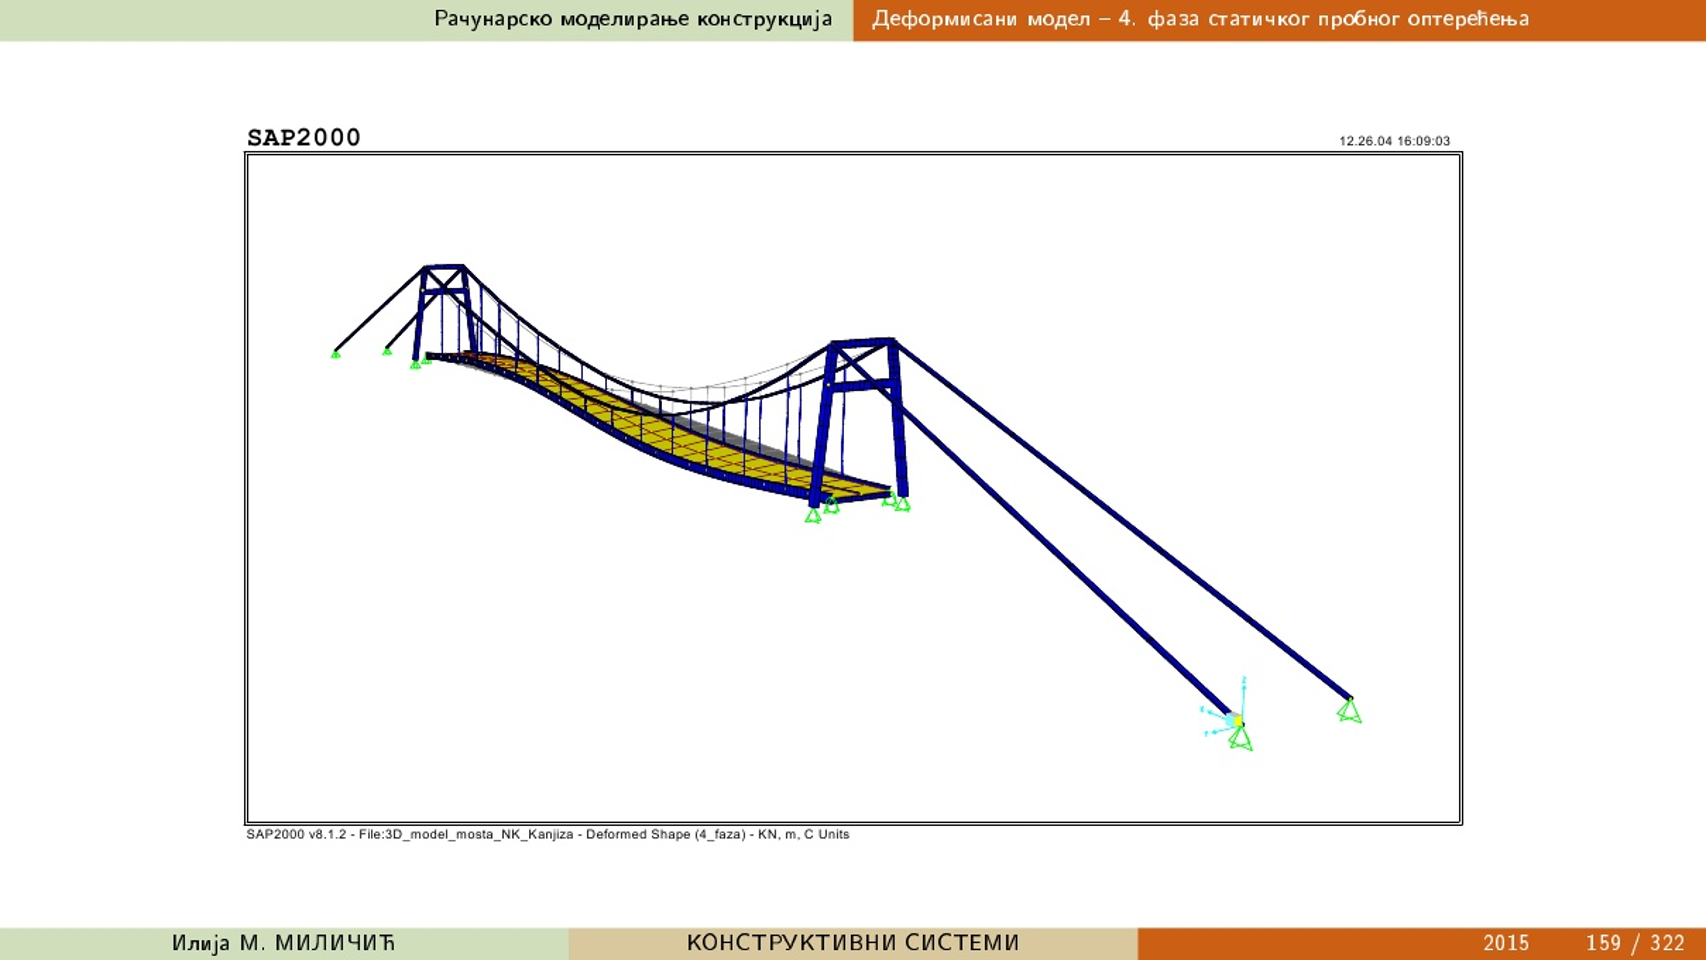 Рачунарско моделирање конструкција
Деформисани модел – 4. фаза статичког пробног оптерећења
SAP2000
12.26.04 16:09:03
SAP2000 v8.1.2 - File:3D_model_mosta_NK_Kanjiza - Deformed Shape (4_faza) - KN, m, C Units
Илија М. МИЛИЧИЋ
КОНСТРУКТИВНИ СИСТЕМИ
2015
159 / 322